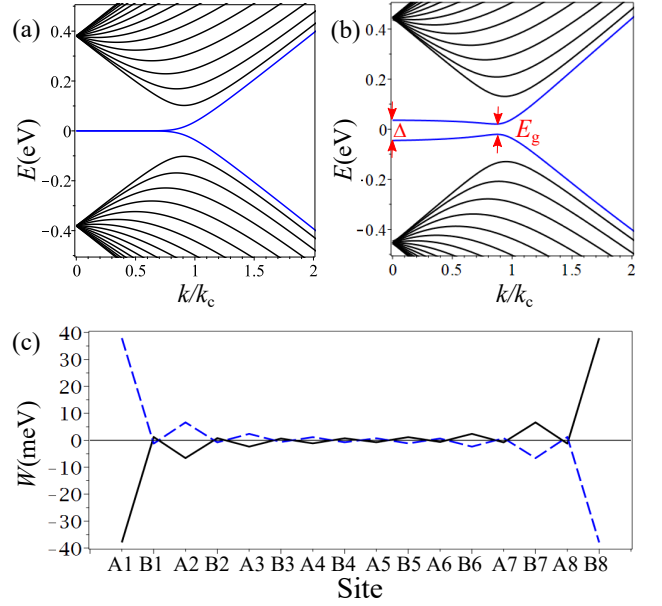 (a)
(b)
E(eV)
0.4
0.2
0
−0.2
−0.4
0
0.5
1
1.5
2
k/kc
E(eV)
0.4
0.2
0
-0.2
-0.4
Δ
Eg
0
0.5
1
1.5
2
k/kc
(c)
W(meV)
40
30
20
10
0
-10
-20
-30
-40
A1 B1 A2 B2 A3 B3 A4 B4 A5 B5 A6 B6 A7 B7 A8 B8
Site